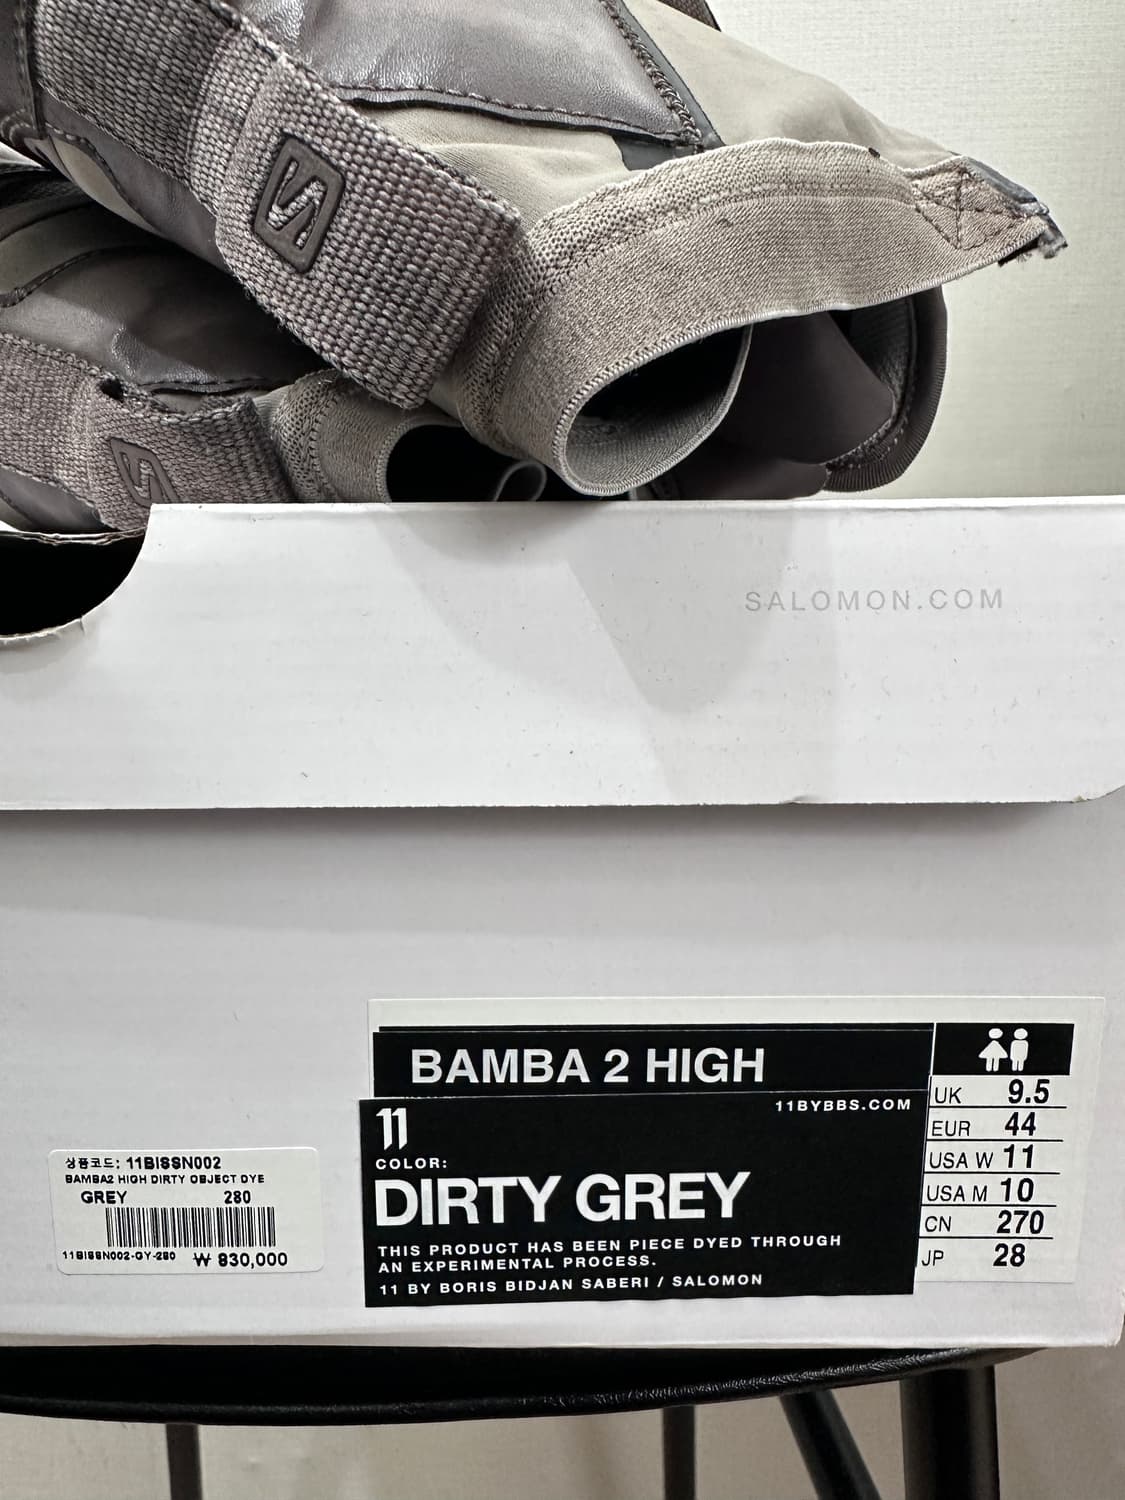 SALOMON.COM
BAMBA 2 HIGH
11BYBBS.COM
11
COLOR:
DIRTY GREY
THIS PRODUCT HAS BEEN PIECE DYED THROUGH
AN EXPERIMENTAL PROCESS.
11 BY BORIS BIDJAN SABERI / SALOMON
UK 9.5
EUR 44
USA W 11
USA M 10
CN 270
JP 28
상품코드: 11BISSN002
BAMBA2 HIGH DIRTY OBJECT DYE
GREY 280
11BISSN002-GY-280 ₩ 830,000